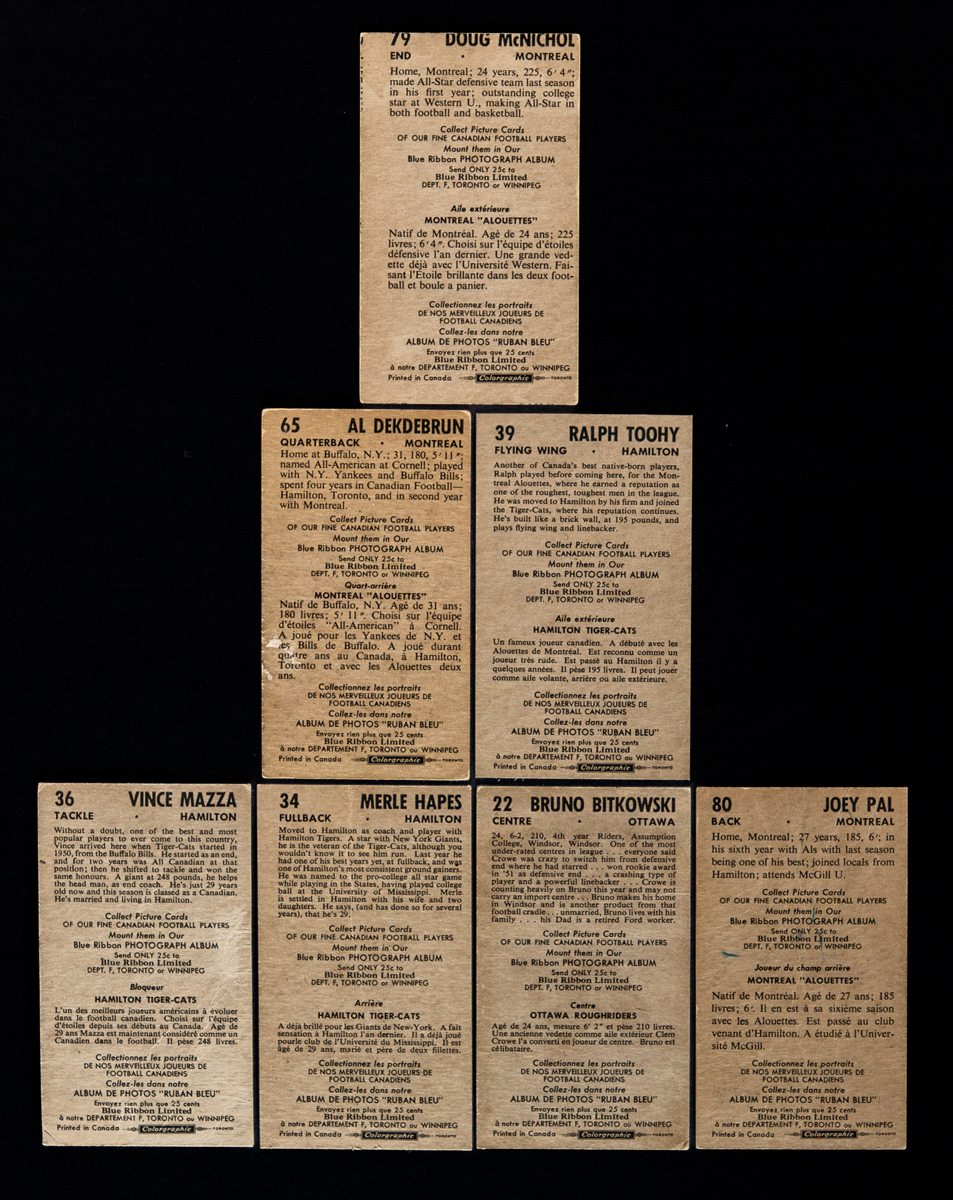 79 DOUG McNICHOL
END • MONTREAL
Home, Montreal; 24 years, 225, 6′ 4″;
made All-Star defensive team last season
in his first year; outstanding college
star at Western U., making All-Star in
both football and basketball.
Collect Picture Cards
OF OUR FINE CANADIAN FOOTBALL PLAYERS
Mount them in Our
Blue Ribbon PHOTOGRAPH ALBUM
Send ONLY 25c to
Blue Ribbon Limited
DEPT. F, TORONTO or WINNIPEG
Aile extérieure
MONTREAL "ALOUETTES"
Natif de Montréal. Agé de 24 ans; 225
livres; 6′4″. Choisi sur l'équipe d'étoiles
défensive l'an dernier. Une grande ved-
ette déjà avec l'Université Western. Fai-
sant l'Etoile brillante dans les deux foot-
ball et boule a panier.
Collectionnez les portraits
DE NOS MERVEILLEUX JOUEURS DE
FOOTBALL CANADIENS
Collez-les dans notre
ALBUM DE PHOTOS "RUBAN BLEU"
Envoyez rien plus que 25 cents
Blue Ribbon Limited
à notre DEPARTEMENT F, TORONTO ou WINNIPEG
Printed in Canada Colorgraphic TORONTO
65 AL DEKDEBRUN
QUARTERBACK • MONTREAL
Home at Buffalo, N.Y.; 31, 180, 5′ 11″;
named All-American at Cornell; played
with N.Y. Yankees and Buffalo Bills;
spent four years in Canadian Football—
Hamilton, Toronto, and in second year
with Montreal.
Collect Picture Cards
OF OUR FINE CANADIAN FOOTBALL PLAYERS
Mount them in Our
Blue Ribbon PHOTOGRAPH ALBUM
Send ONLY 25c to
Blue Ribbon Limited
DEPT. F, TORONTO or WINNIPEG
Quart-arrière
MONTREAL "ALOUETTES"
Natif de Buffalo, N.Y. Agé de 31 ans;
180 livres; 5′ 11″. Choisi sur l'équipe
d'étoiles "All-American" à Cornell.
A joué pour les Yankees de N.Y. et
les Bills de Buffalo. A joué durant
quatre ans au Canada, à Hamilton,
Toronto et avec les Alouettes deux
ans.
Collectionnez les portraits
DE NOS MERVEILLEUX JOUEURS DE
FOOTBALL CANADIENS
Collez-les dans notre
ALBUM DE PHOTOS "RUBAN BLEU"
Envoyez rien plus que 25 cents
Blue Ribbon Limited
à notre DEPARTEMENT F, TORONTO ou WINNIPEG
Printed in Canada Colorgraphic TORONTO
39 RALPH TOOHY
FLYING WING • HAMILTON
Another of Canada's best native-born players,
Ralph played before coming here, for the Mon-
treal Alouettes, where he earned a reputation as
one of the roughest, toughest men in the league.
He was moved to Hamilton by his firm and joined
the Tiger-Cats, where his reputation continues.
He's built like a brick wall, at 195 pounds, and
plays flying wing and linebacker.
Collect Picture Cards
OF OUR FINE CANADIAN FOOTBALL PLAYERS
Mount them in Our
Blue Ribbon PHOTOGRAPH ALBUM
Send ONLY 25c to
Blue Ribbon Limited
DEPT. F, TORONTO or WINNIPEG
Aile extérieure
HAMILTON TIGER-CATS
Un fameux joueur canadien. A débuté avec les
Alouettes de Montréal. Est reconnu comme un
joueur très rude. Est passé au Hamilton il y a
quelques années. Il pèse 195 livres. Il peut jouer
comme aile volante, arrière ou aile extérieure.
Collectionnez les portraits
DE NOS MERVEILLEUX JOUEURS DE
FOOTBALL CANADIENS
Collez-les dans notre
ALBUM DE PHOTOS "RUBAN BLEU"
Envoyez rien plus que 25 cents
Blue Ribbon Limited
à notre DEPARTEMENT F, TORONTO ou WINNIPEG
Printed in Canada Colorgraphic TORONTO
36 VINCE MAZZA
TACKLE • HAMILTON
Without a doubt, one of the best and most
popular players to ever come to this country,
Vince arrived here when Tiger-Cats started in
1950, from the Buffalo Bills. He started as an end,
and for two years was All Canadian at that
position; then he shifted to tackle and won the
same honours. A giant at 248 pounds, he helps
the head man, as end coach. He's just 29 years
old now and this season is classed as a Canadian.
He's married and living in Hamilton.
Collect Picture Cards
OF OUR FINE CANADIAN FOOTBALL PLAYERS
Mount them in Our
Blue Ribbon PHOTOGRAPH ALBUM
Send ONLY 25c to
Blue Ribbon Limited
DEPT. F, TORONTO or WINNIPEG
Bloqueur
HAMILTON TIGER-CATS
L'un des meilleurs joueurs américains à évoluer
dans le football canadien. Choisi sur l'équipe
d'étoiles depuis ses débuts au Canada. Agé de
29 ans Mazza est maintenant considéré comme un
Canadien dans le football. Il pèse 248 livres.
Collectionnez les portraits
DE NOS MERVEILLEUX JOUEURS DE
FOOTBALL CANADIENS
Collez-les dans notre
ALBUM DE PHOTOS "RUBAN BLEU"
Envoyez rien plus que 25 cents
Blue Ribbon Limited
à notre DEPARTEMENT F, TORONTO ou WINNIPEG
Printed in Canada Colorgraphic TORONTO
34 MERLE HAPES
FULLBACK • HAMILTON
Moved to Hamilton as coach and player with
Hamilton Tigers. A star with New York Giants,
he is the veteran of the Tiger-Cats, although you
wouldn't know it to see him run. Last year he
had one of his best years yet, at fullback, and was
one of Hamilton's most consistent ground gainers.
He was named to the pro-college all star game
while playing in the States, having played college
ball at the University of Mississippi. Merle
is settled in Hamilton with his wife and two
daughters. He says, (and has done so for several
years), that he's 29.
Collect Picture Cards
OF OUR FINE CANADIAN FOOTBALL PLAYERS
Mount them in Our
Blue Ribbon PHOTOGRAPH ALBUM
Send ONLY 25c to
Blue Ribbon Limited
DEPT. F, TORONTO or WINNIPEG
Arrière
HAMILTON TIGER-CATS
A déjà brillé pour les Giants de New-York. A fait
sensation à Hamilton l'an dernier. Il a déjà joué
pourle club de l'Université du Mississippi. Il est
âgé de 29 ans, marié et père de deux fillettes.
Collectionnez les portraits
DE NOS MERVEILLEUX JOUEURS DE
FOOTBALL CANADIENS
Collez-les dans notre
ALBUM DE PHOTOS "RUBAN BLEU"
Envoyez rien plus que 25 cents
Blue Ribbon Limited
à notre DEPARTEMENT F, TORONTO ou WINNIPEG
Printed in Canada Colorgraphic TORONTO
22 BRUNO BITKOWSKI
CENTRE • OTTAWA
24, 6-2, 210, 4th year Riders, Assumption
College, Windsor, Windsor. One of the most
under-rated centres in league . . . everyone said
Crowe was crazy to switch him from defensive
end where he had starred . . . won rookie award
in '51 as defensive end . . . a crashing type of
player and a powerful linebacker . . . Crowe is
counting heavily on Bruno this year and may not
carry an import centre . . . Bruno makes his home
in Windsor and is another product from that
football cradle . . . unmarried, Bruno lives with his
family . . . his Dad is a retired Ford worker.
Collect Picture Cards
OF OUR FINE CANADIAN FOOTBALL PLAYERS
Mount them in Our
Blue Ribbon PHOTOGRAPH ALBUM
Send ONLY 25c to
Blue Ribbon Limited
DEPT. F, TORONTO or WINNIPEG
Centre
OTTAWA ROUGHRIDERS
Agé de 24 ans, mesure 6′ 2″ et pèse 210 livres.
Une ancienne vedette comme aile extérieur Clem
Crowe l'a converti en joueur de centre. Bruno est
célibataire.
Collectionnez les portraits
DE NOS MERVEILLEUX JOUEURS DE
FOOTBALL CANADIENS
Collez-les dans notre
ALBUM DE PHOTOS "RUBAN BLEU"
Envoyez rien plus que 25 cents
Blue Ribbon Limited
à notre DEPARTEMENT F, TORONTO ou WINNIPEG
Printed in Canada Colorgraphic TORONTO
80 JOEY PAL
BACK • MONTREAL
Home, Montreal; 27 years, 185, 6′; in
his sixth year with Als with last season
being one of his best; joined locals from
Hamilton; attends McGill U.
Collect Picture Cards
OF OUR FINE CANADIAN FOOTBALL PLAYERS
Mount them in Our
Blue Ribbon PHOTOGRAPH ALBUM
Send ONLY 25c to
Blue Ribbon Limited
DEPT. F, TORONTO or WINNIPEG
Joueur du champ arrière
MONTREAL "ALOUETTES"
Natif de Montréal. Agé de 27 ans; 185
livres; 6′. Il en est à sa sixième saison
avec les Alouettes. Est passé au club
venant d'Hamilton. A étudié à l'Univer-
sité McGill.
Collectionnez les portraits
DE NOS MERVEILLEUX JOUEURS DE
FOOTBALL CANADIENS
Collez-les dans notre
ALBUM DE PHOTOS "RUBAN BLEU"
Envoyez rien plus que 25 cents
Blue Ribbon Limited
à notre DEPARTEMENT F, TORONTO ou WINNIPEG
Printed in Canada Colorgraphic TORONTO